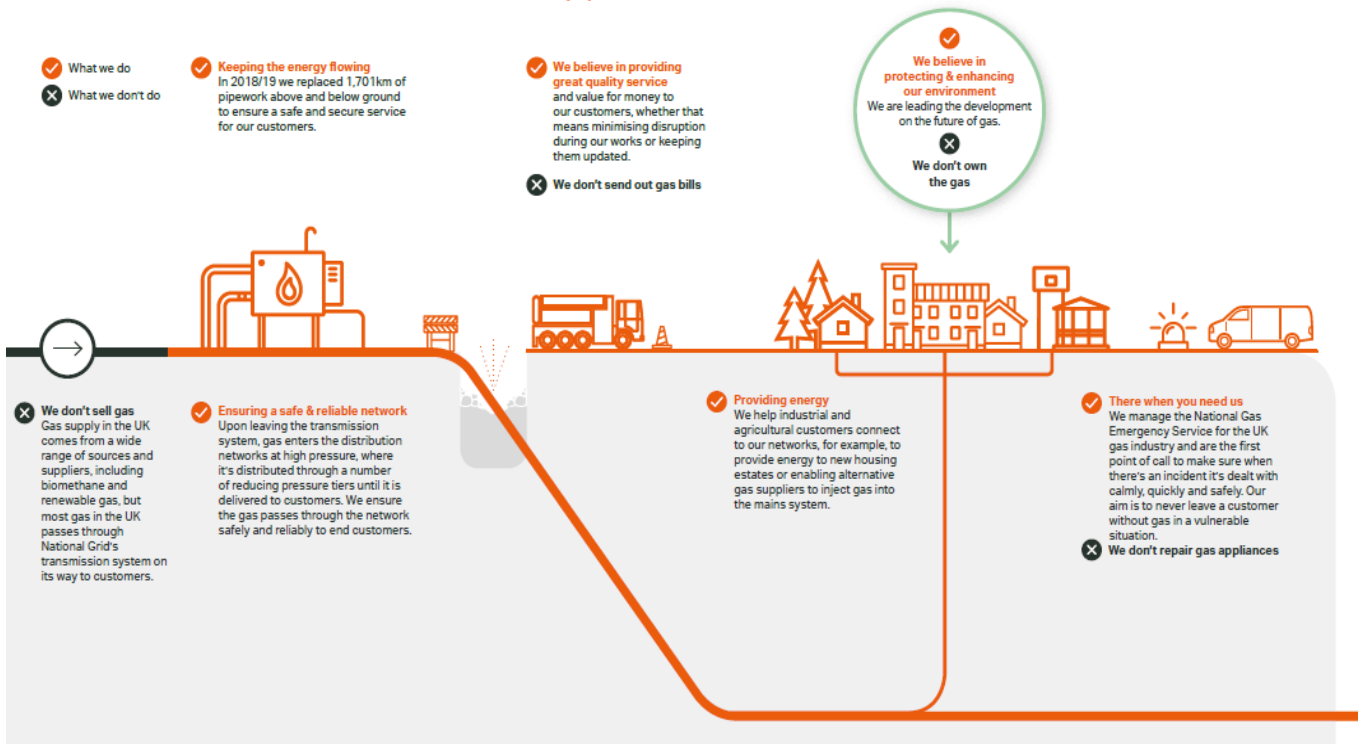 What we do
What we don't do
Keeping the energy flowing
In 2018/19 we replaced 1,701km of
pipework above and below ground
to ensure a safe and secure service
for our customers.
We believe in providing
great quality service
and value for money to
our customers, whether that
means minimising disruption
during our works or keeping
them updated.
We don't send out gas bills
We believe in
protecting & enhancing
our environment
We are leading the development
on the future of gas.
We don't own
the gas
We don't sell gas
Gas supply in the UK
comes from a wide
range of sources and
suppliers, including
biomethane and
renewable gas, but
most gas in the UK
passes through
National Grid's
transmission system on
its way to customers.
Ensuring a safe & reliable network
Upon leaving the transmission
system, gas enters the distribution
networks at high pressure, where
it's distributed through a number
of reducing pressure tiers until it is
delivered to customers. We ensure
the gas passes through the network
safely and reliably to end customers.
Providing energy
We help industrial and
agricultural customers connect
to our networks, for example, to
provide energy to new housing
estates or enabling alternative
gas suppliers to inject gas into
the mains system.
There when you need us
We manage the National Gas
Emergency Service for the UK
gas industry and are the first
point of call to make sure when
there's an incident it's dealt with
calmly, quickly and safely. Our
aim is to never leave a customer
without gas in a vulnerable
situation.
We don't repair gas appliances